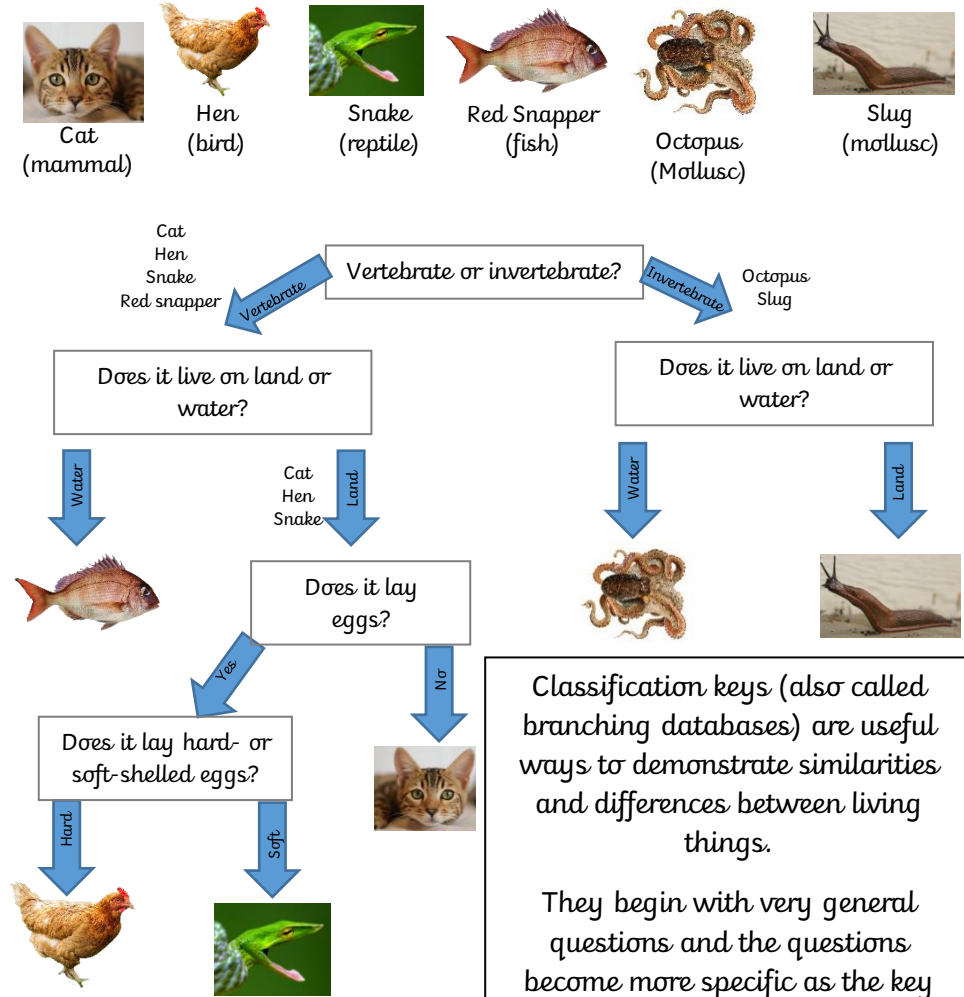 Cat
(mammal)
Hen
(bird)
Snake
(reptile)
Red Snapper
(fish)
Octopus
(Mollusc)
Slug
(mollusc)
Cat
Hen
Snake
Red snapper
Vertebrate
Vertebrate or invertebrate?
Invertebrate
Octopus
Slug
Does it live on land or
water?
Does it live on land or
water?
Water
Cat
Hen
Snake
Land
Water
Land
Does it lay
eggs?
Yes
No
Does it lay hard- or
soft-shelled eggs?
Hard
Soft
Classification keys (also called
branching databases) are useful
ways to demonstrate similarities
and differences between living
things.
They begin with very general
questions and the questions
become more specific as the key